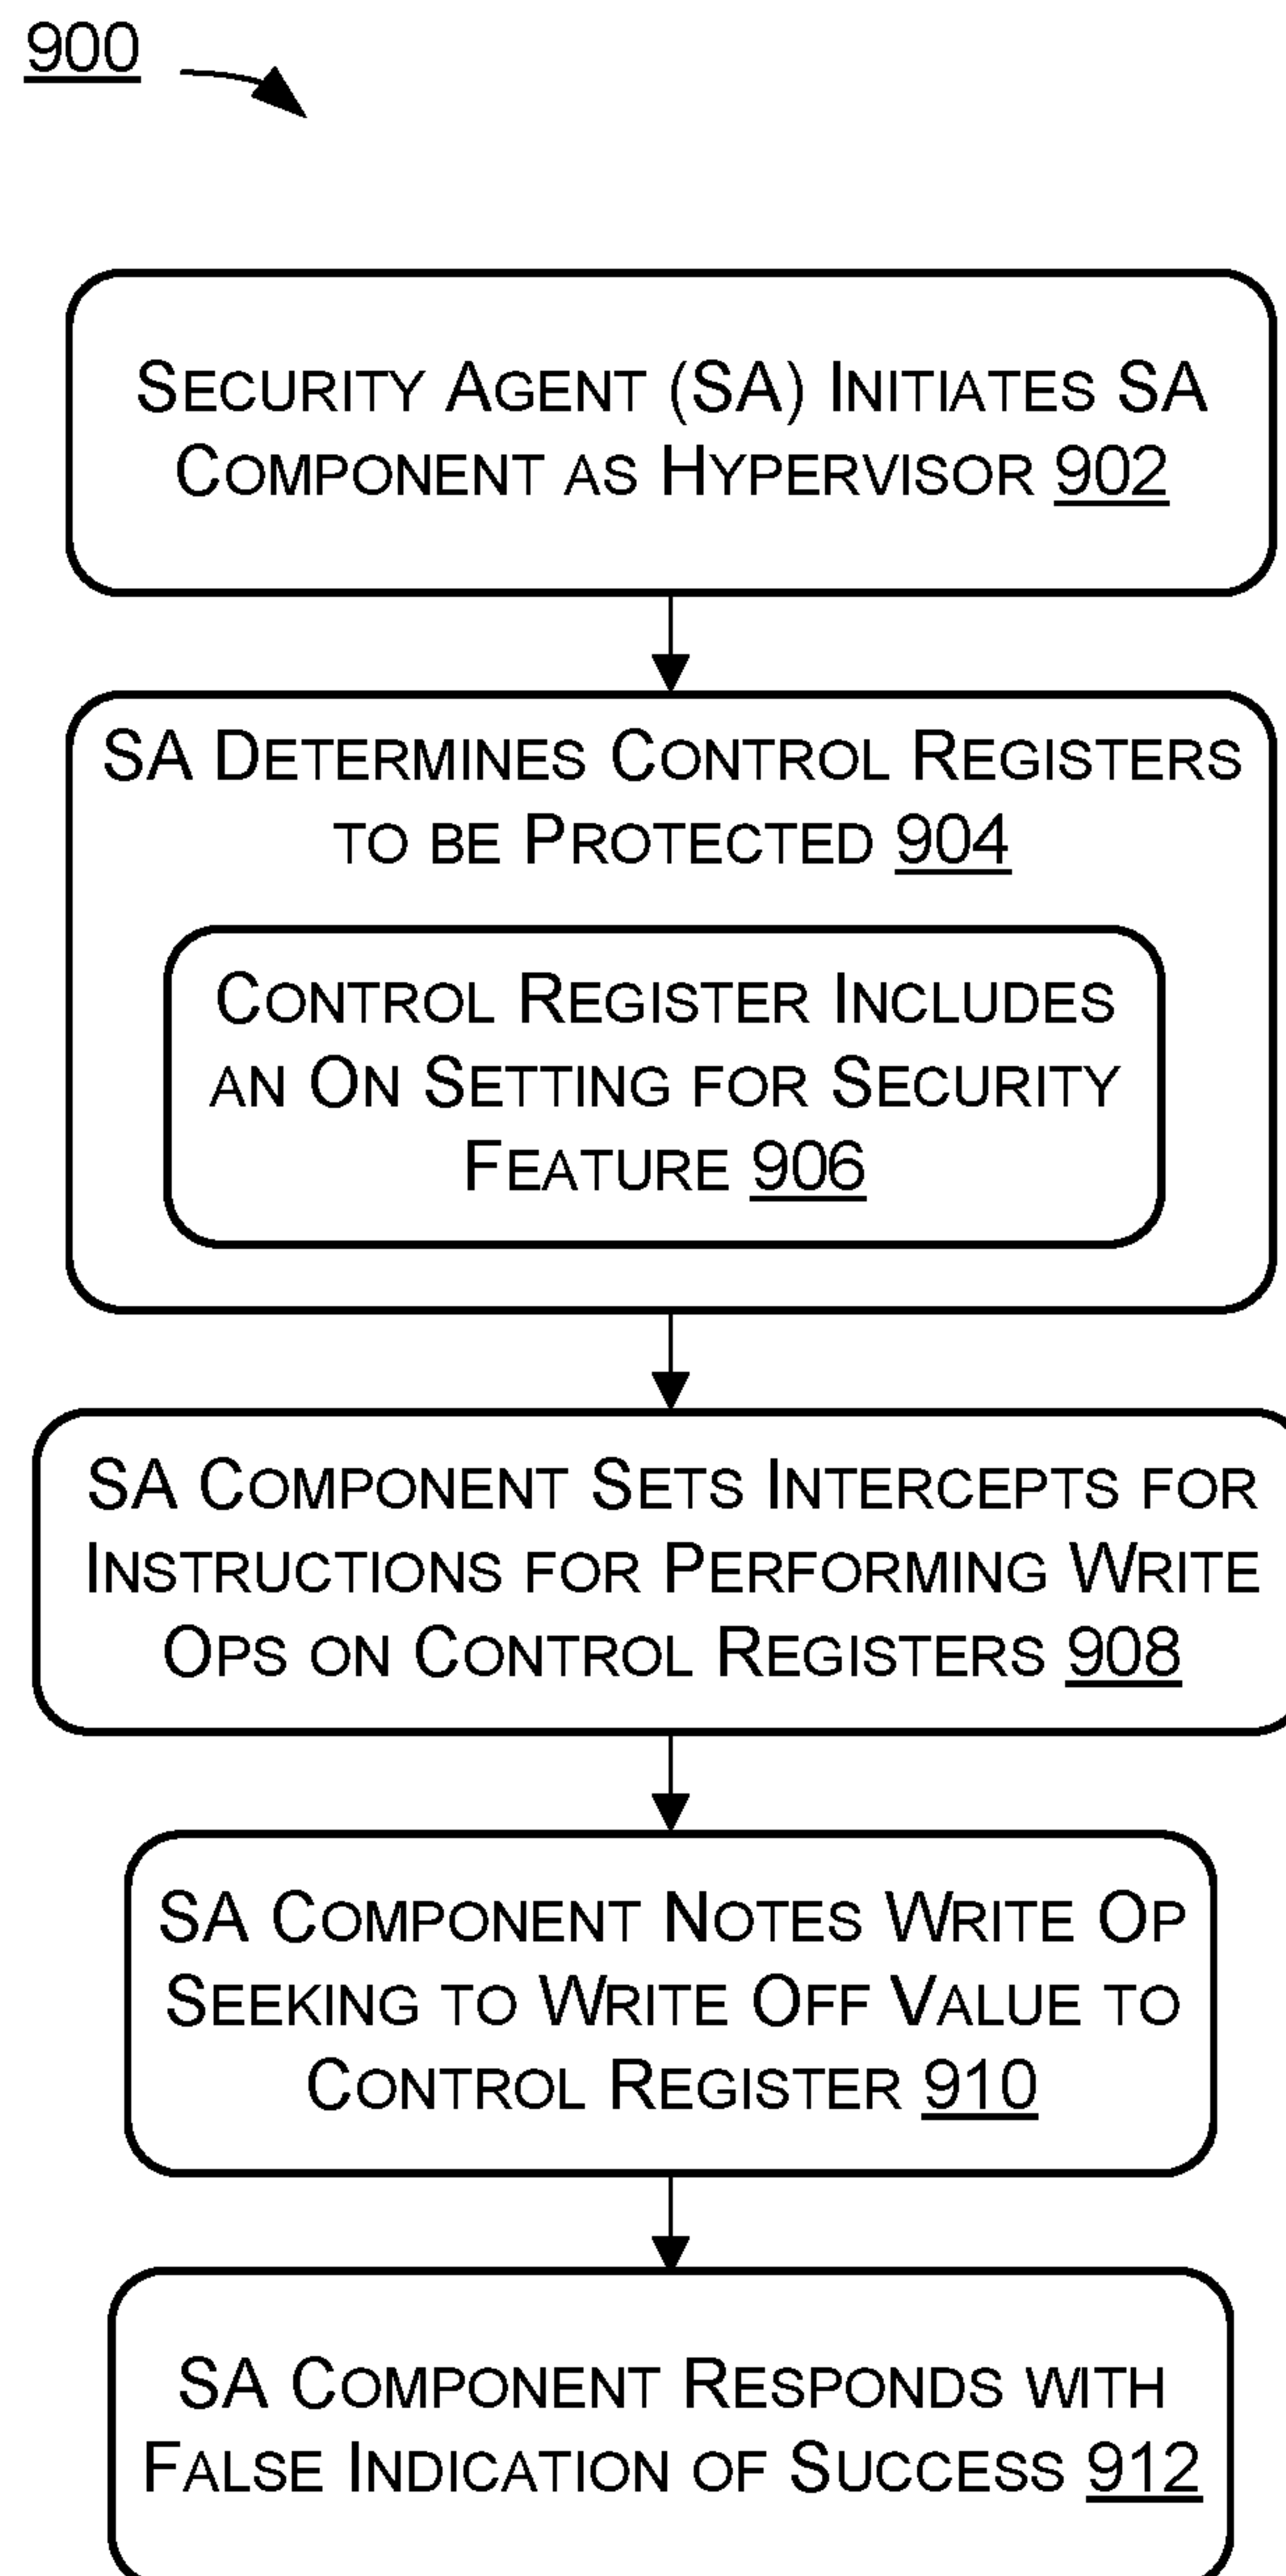 900
SECURITY AGENT (SA) INITIATES SA
COMPONENT AS HYPERVISOR 902
SA DETERMINES CONTROL REGISTERS
TO BE PROTECTED 904
CONTROL REGISTER INCLUDES
AN ON SETTING FOR SECURITY
FEATURE 906
SA COMPONENT SETS INTERCEPTS FOR
INSTRUCTIONS FOR PERFORMING WRITE
OPS ON CONTROL REGISTERS 908
SA COMPONENT NOTES WRITE OP
SEEKING TO WRITE OFF VALUE TO
CONTROL REGISTER 910
SA COMPONENT RESPONDS WITH
FALSE INDICATION OF SUCCESS 912